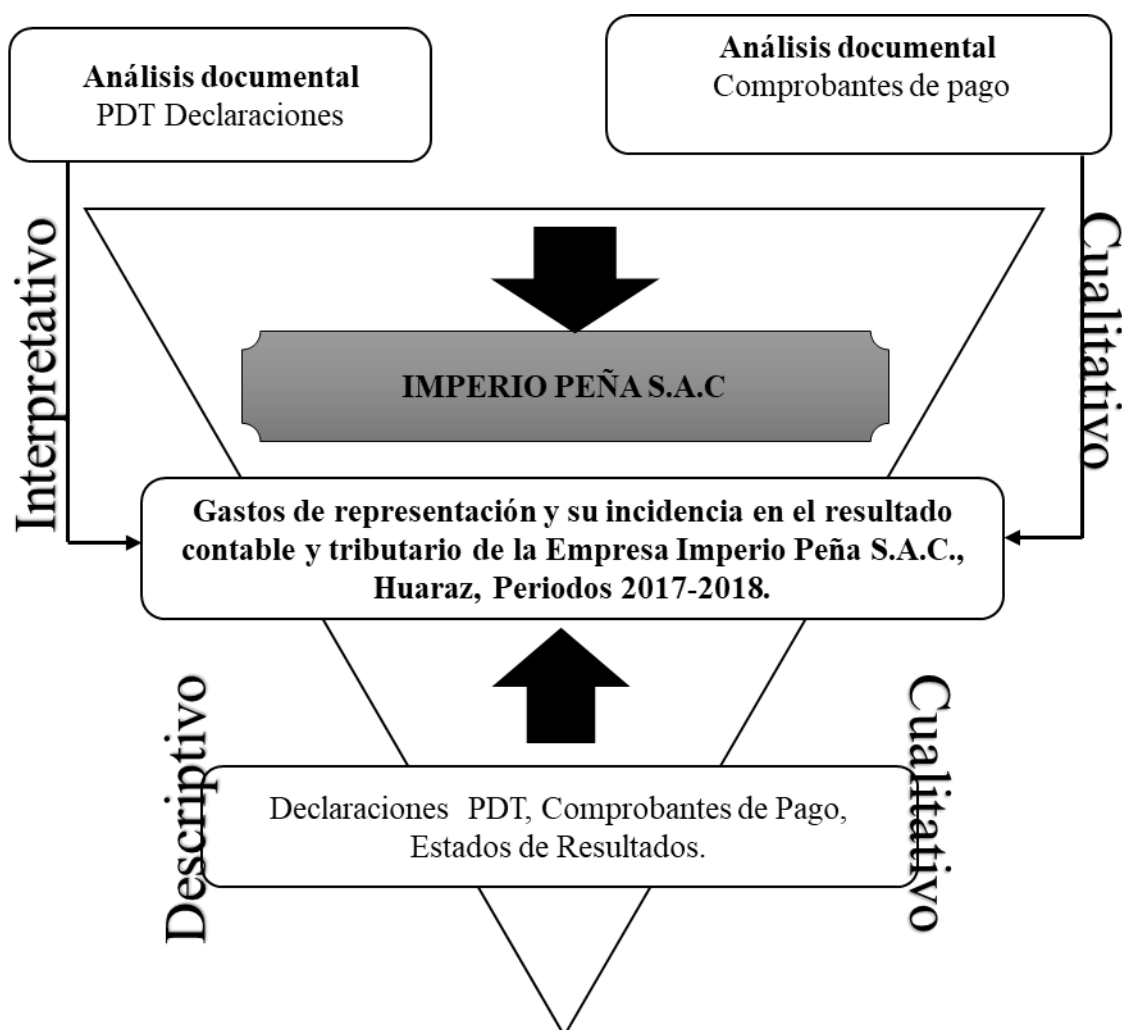 Análisis documental
PDT Declaraciones
Análisis documental
Comprobantes de pago
Interpretativo
Cualitativo
IMPERIO PEÑA S.A.C
Gastos de representación y su incidencia en el resultado
contable y tributario de la Empresa Imperio Peña S.A.C.,
Huaraz, Periodos 2017-2018.
Descriptivo
Cualitativo
Declaraciones PDT, Comprobantes de Pago,
Estados de Resultados.